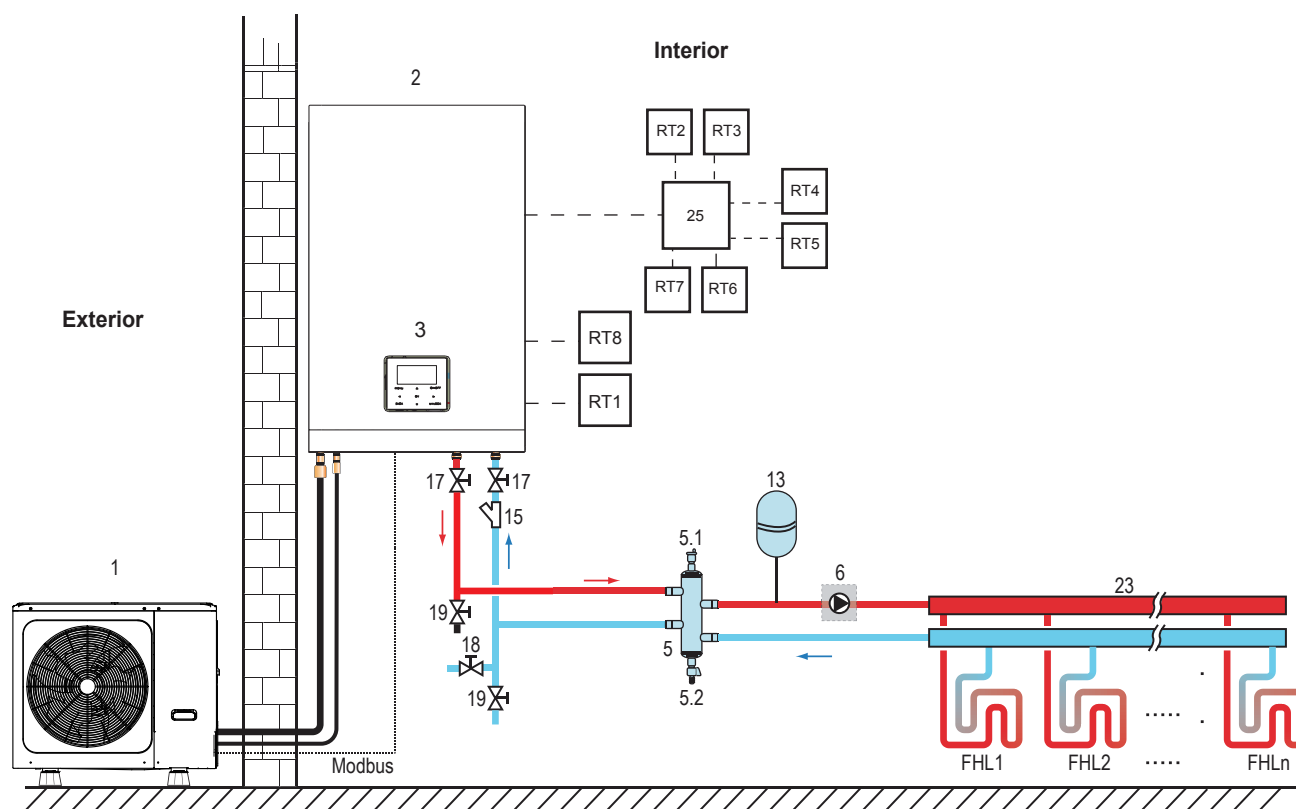 Interior
2
RT2
RT3
RT4
25
RT5
RT7
RT6
Exterior
3
RT8
RT1
17
17
13
15
5.1
1
6
23
19
18
5
19
5.2
Modbus
FHL1
FHL2
.....
FHLn